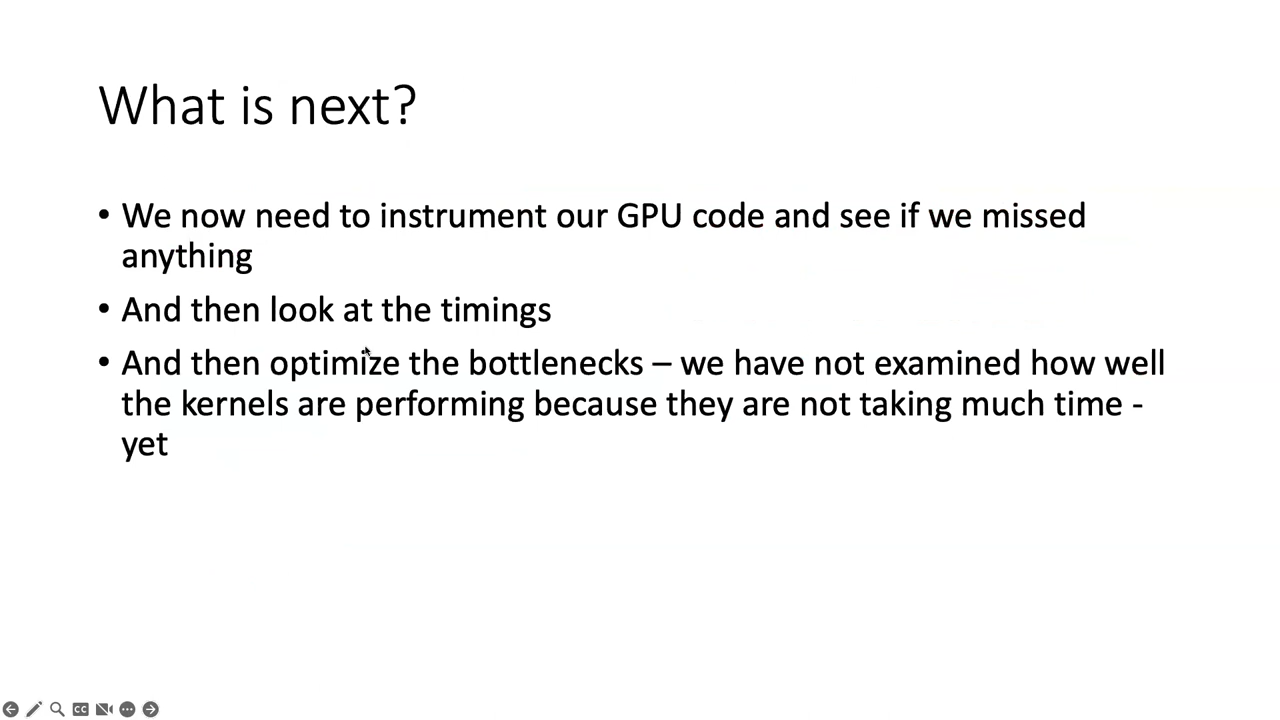 What is next?
• We now need to instrument our GPU code and see if we missed
anything
• And then look at the timings
• And then optimize the bottlenecks – we have not examined how well
the kernels are performing because they are not taking much time -
yet
CC